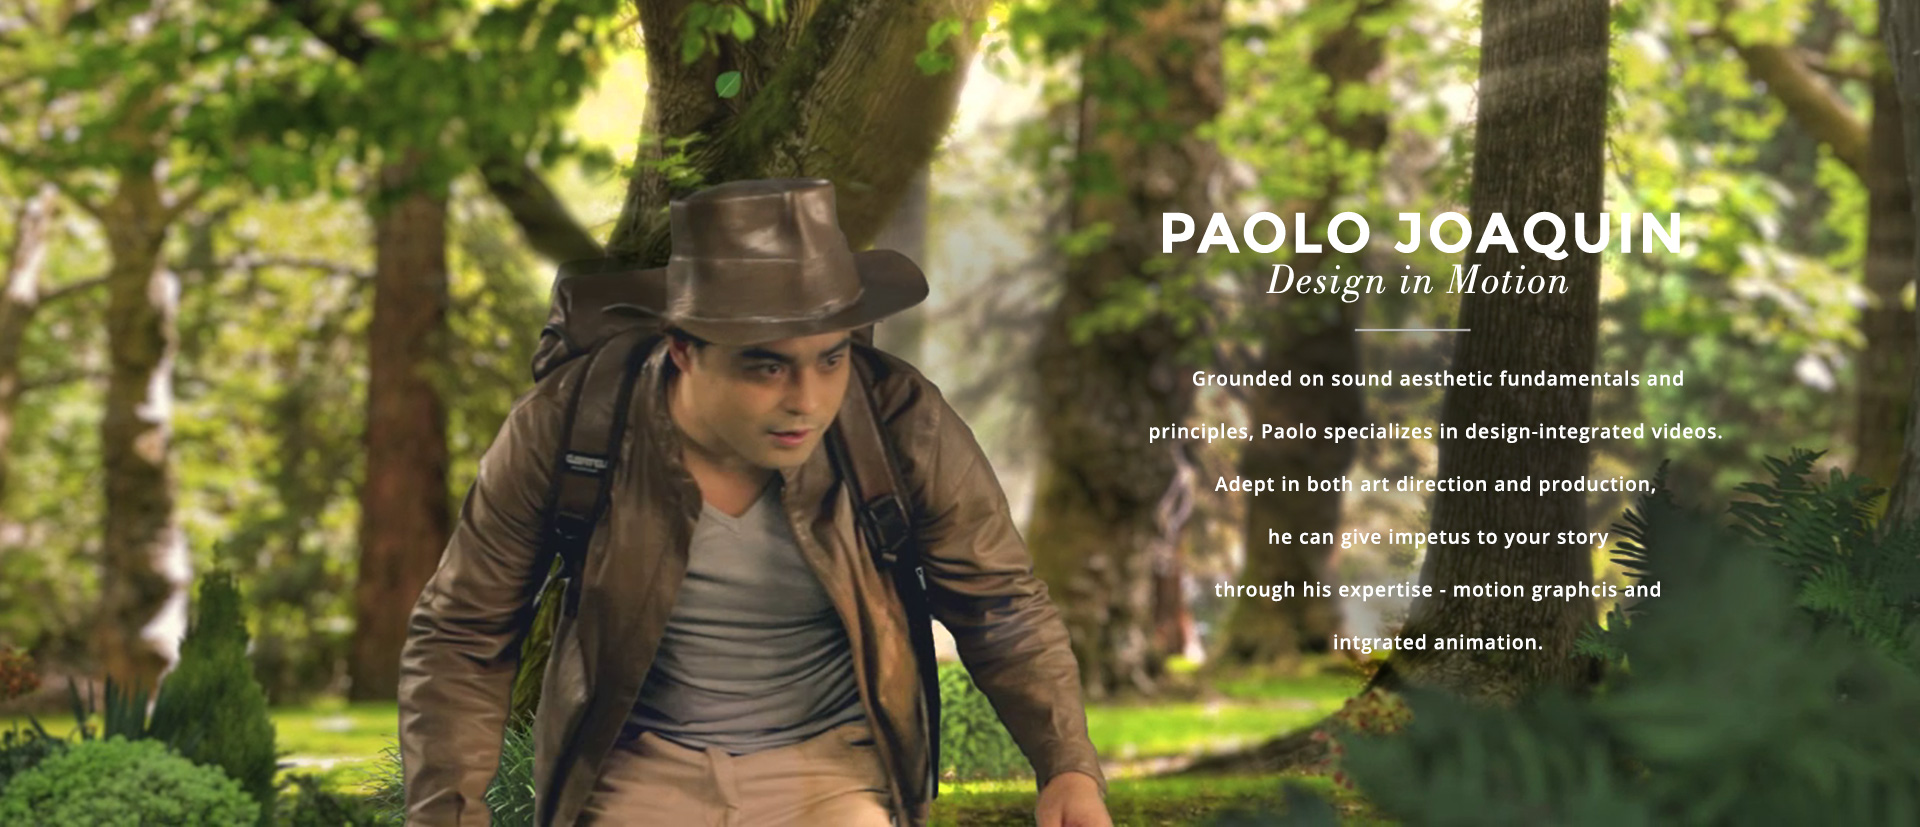 PAOLO JOAQUIN
Design in Motion
Grounded on sound aesthetic fundamentals and
principles, Paolo specializes in design-integrated videos.
Adept in both art direction and production,
he can give impetus to your story
through his expertise - motion graphcis and
intgrated animation.